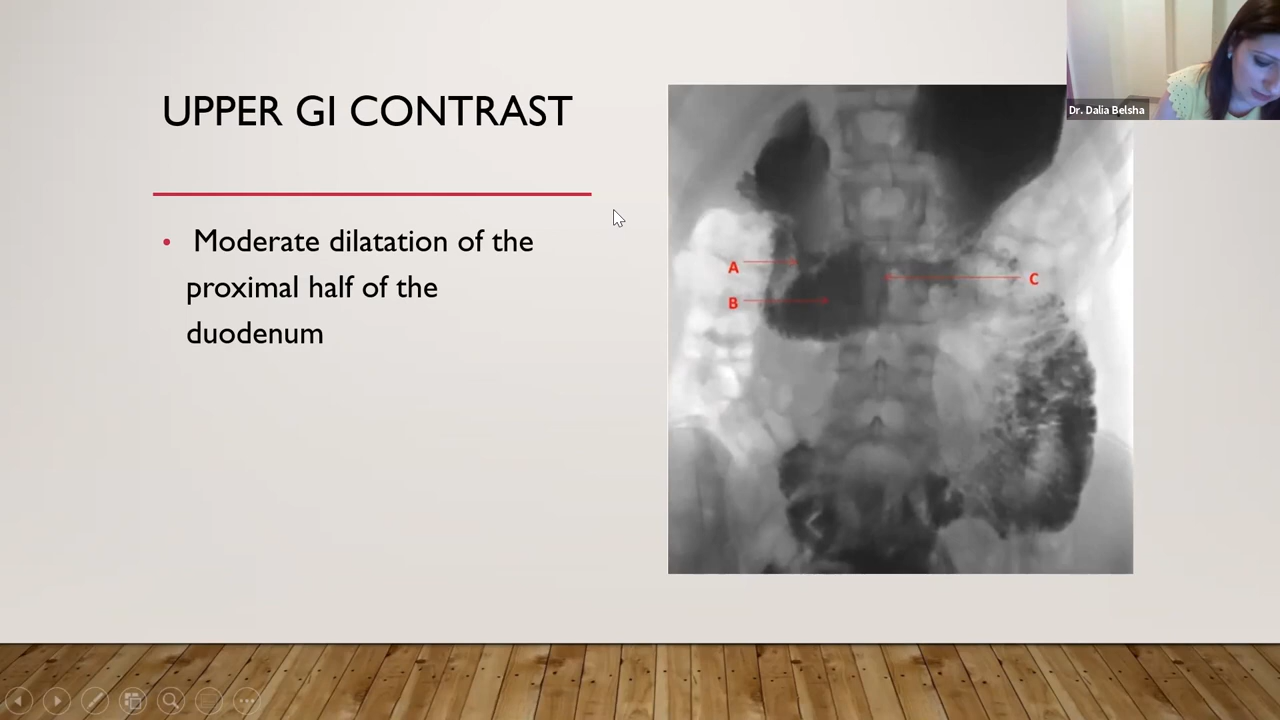 UPPER GI CONTRAST
• Moderate dilatation of the
proximal half of the
duodenum
A
B
C
Dr. Dalia Belsha